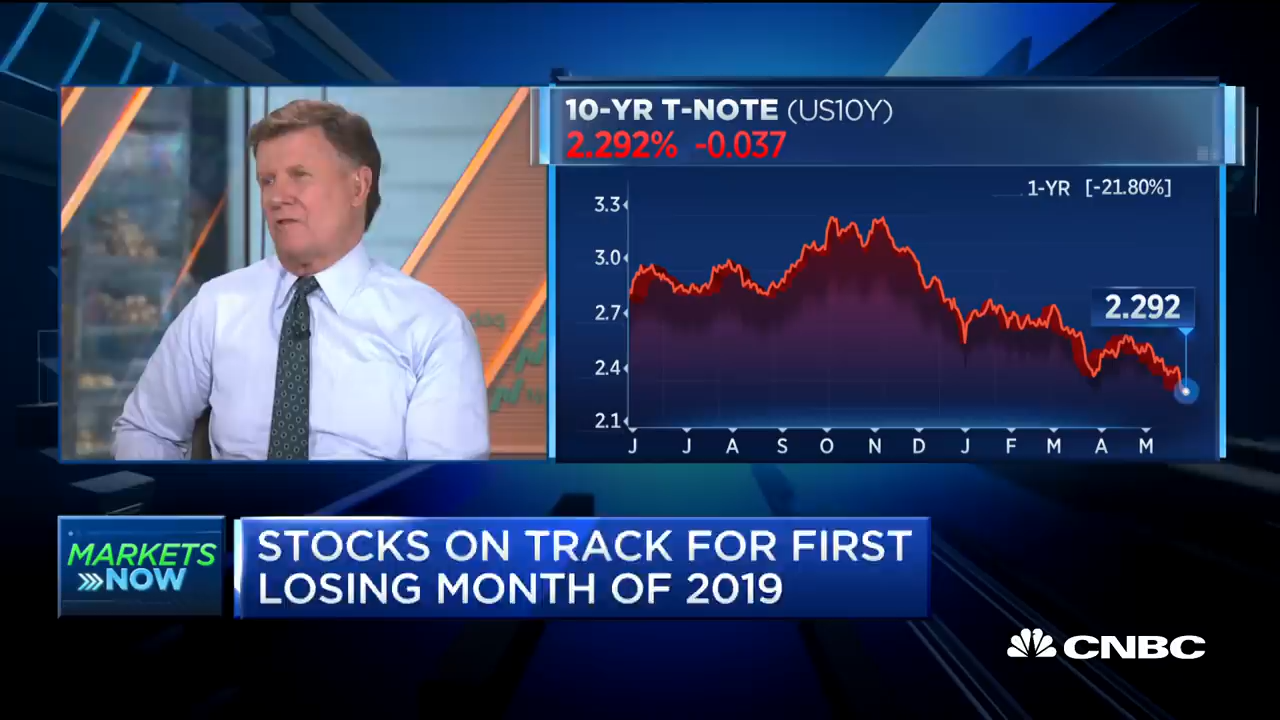 10-YR T-NOTE (US10Y)
2.292% -0.037
1-YR [-21.80%]
3.3
3.0
2.7
2.4
2.1
2.292
J J A S O N D J F M A M
MARKETS
NOW
STOCKS ON TRACK FOR FIRST
LOSING MONTH OF 2019
CNBC